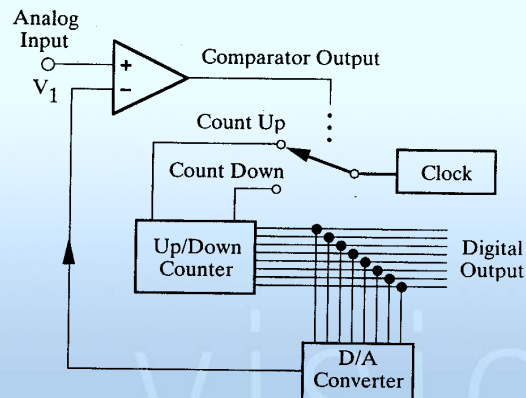 Analog
Input
V1
+
−
Comparator Output
Count Up
Count Down
Clock
Up/Down
Counter
Digital
Output
D/A
Converter